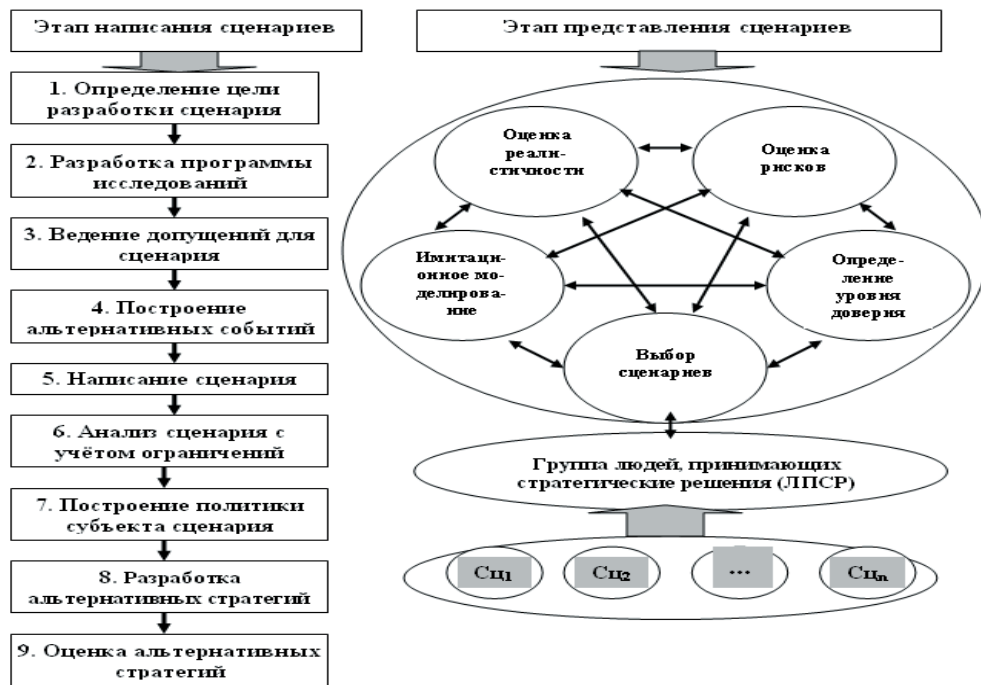 Этап написания сценариев
1. Определение цели
разработки сценария
2. Разработка программы
исследований
3. Ведение допущений для
сценария
4. Построение
альтернативных событий
5. Написание сценария
6. Анализ сценария с
учётом ограничений
7. Построение политики
субъекта сценария
8. Разработка
альтернативных стратегий
9. Оценка альтернативных
стратегий
Этап представления сценариев
Оценка
реали-
стичности
Оценка
рисков
Имитаци-
онное мо-
делирова-
ние
Опреде-
ление
уровня
доверия
Выбор
сценариев
Группа людей, принимающих
стратегические решения (ЛПСР)
Сц1
Сц2
...
Сцn